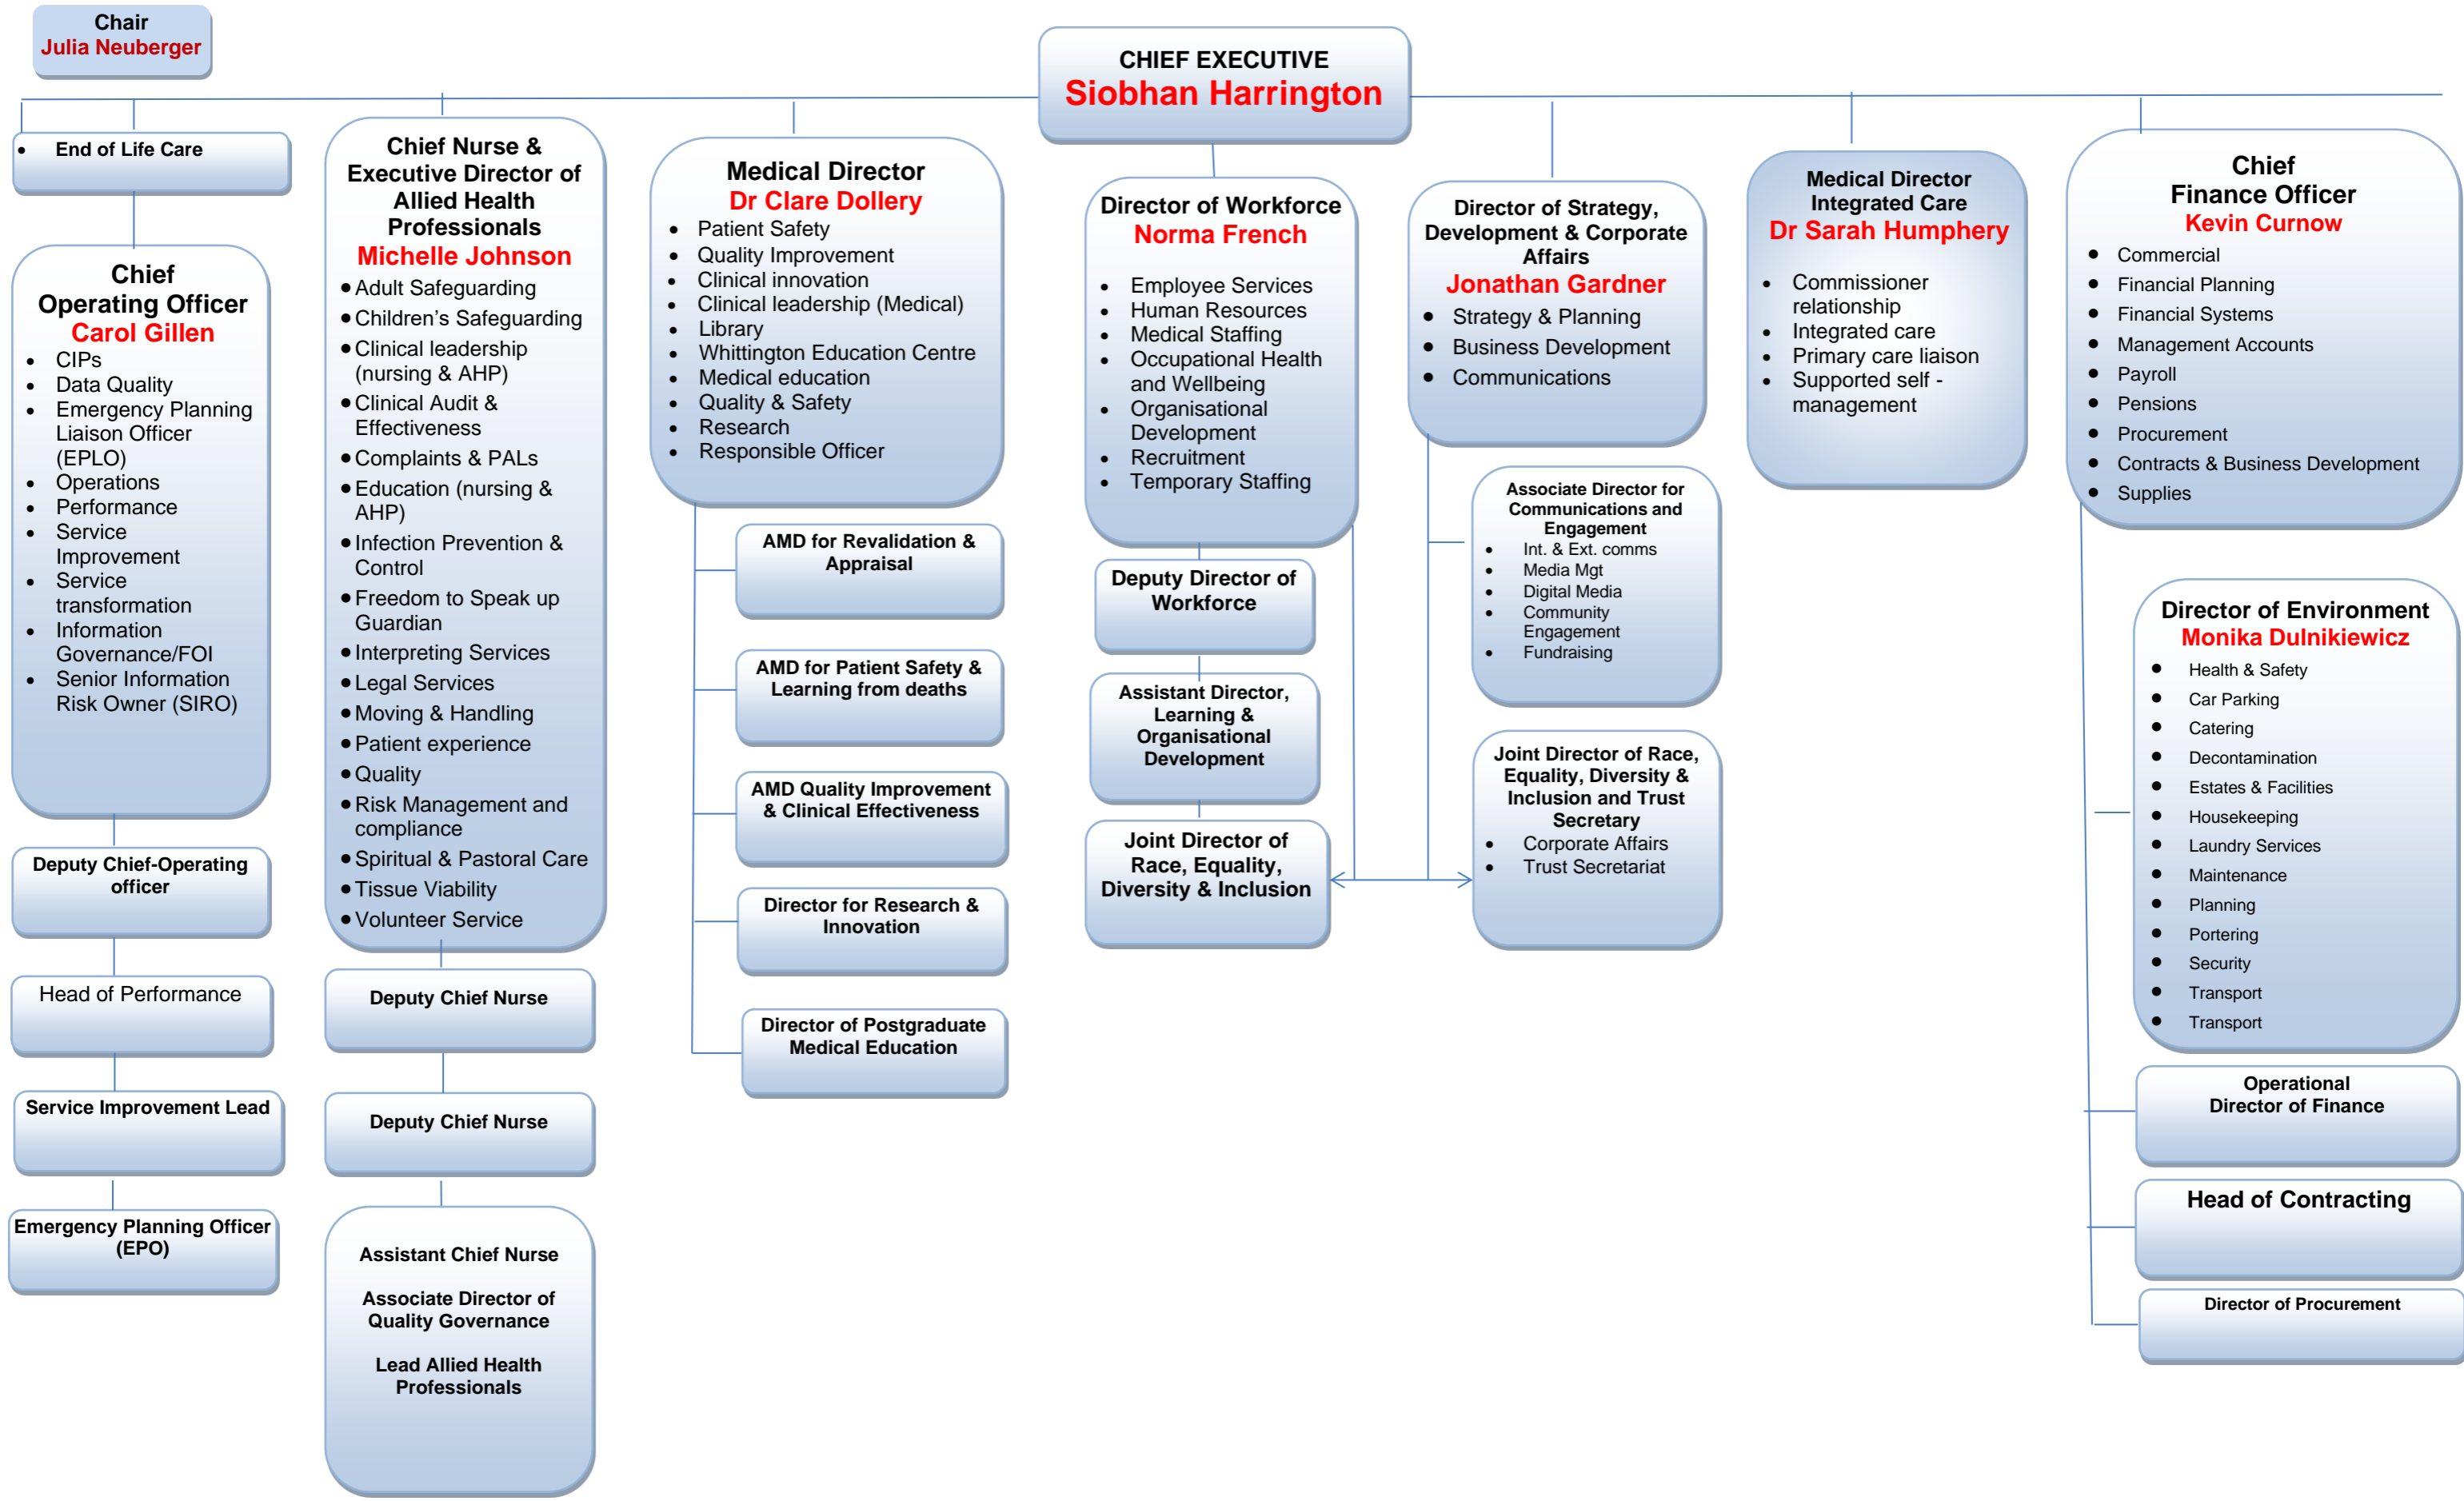 Chair
Julia Neuberger
CHIEF EXECUTIVE
Siobhan Harrington
• End of Life Care
Chief
Operating Officer
Carol Gillen
• CIPs
• Data Quality
• Emergency Planning
Liaison Officer
(EPLO)
• Operations
• Performance
• Service
Improvement
• Service
transformation
• Information
Governance/FOI
• Senior Information
Risk Owner (SIRO)
Deputy Chief-Operating
officer
Head of Performance
Service Improvement Lead
Emergency Planning Officer
(EPO)
Chief Nurse &
Executive Director of
Allied Health
Professionals
Michelle Johnson
• Adult Safeguarding
• Children's Safeguarding
• Clinical leadership
(nursing & AHP)
• Clinical Audit &
Effectiveness
• Complaints & PALs
• Education (nursing &
AHP)
• Infection Prevention &
Control
• Freedom to Speak up
Guardian
• Interpreting Services
• Legal Services
• Moving & Handling
• Patient experience
• Quality
• Risk Management and
compliance
• Spiritual & Pastoral Care
• Tissue Viability
• Volunteer Service
Deputy Chief Nurse
Deputy Chief Nurse
Assistant Chief Nurse
Associate Director of
Quality Governance
Lead Allied Health
Professionals
Medical Director
Dr Clare Dollery
• Patient Safety
• Quality Improvement
• Clinical innovation
• Clinical leadership (Medical)
• Library
• Whittington Education Centre
• Medical education
• Quality & Safety
• Research
• Responsible Officer
AMD for Revalidation &
Appraisal
AMD for Patient Safety &
Learning from deaths
AMD Quality Improvement
& Clinical Effectiveness
Director for Research &
Innovation
Director of Postgraduate
Medical Education
Director of Workforce
Norma French
• Employee Services
• Human Resources
• Medical Staffing
• Occupational Health
and Wellbeing
• Organisational
Development
• Recruitment
• Temporary Staffing
Deputy Director of
Workforce
Assistant Director,
Learning &
Organisational
Development
Joint Director of
Race, Equality,
Diversity & Inclusion
Director of Strategy,
Development & Corporate
Affairs
Jonathan Gardner
• Strategy & Planning
• Business Development
• Communications
Associate Director for
Communications and
Engagement
• Int. & Ext. comms
• Media Mgt
• Digital Media
• Community
Engagement
• Fundraising
Joint Director of Race,
Equality, Diversity &
Inclusion and Trust
Secretary
• Corporate Affairs
• Trust Secretariat
Medical Director
Integrated Care
Dr Sarah Humphery
• Commissioner
relationship
• Integrated care
• Primary care liaison
• Supported self -
management
Chief
Finance Officer
Kevin Curnow
• Commercial
• Financial Planning
• Financial Systems
• Management Accounts
• Payroll
• Pensions
• Procurement
• Contracts & Business Development
• Supplies
Director of Environment
Monika Dulnikiewicz
• Health & Safety
• Car Parking
• Catering
• Decontamination
• Estates & Facilities
• Housekeeping
• Laundry Services
• Maintenance
• Planning
• Portering
• Security
• Transport
• Transport
Operational
Director of Finance
Head of Contracting
Director of Procurement